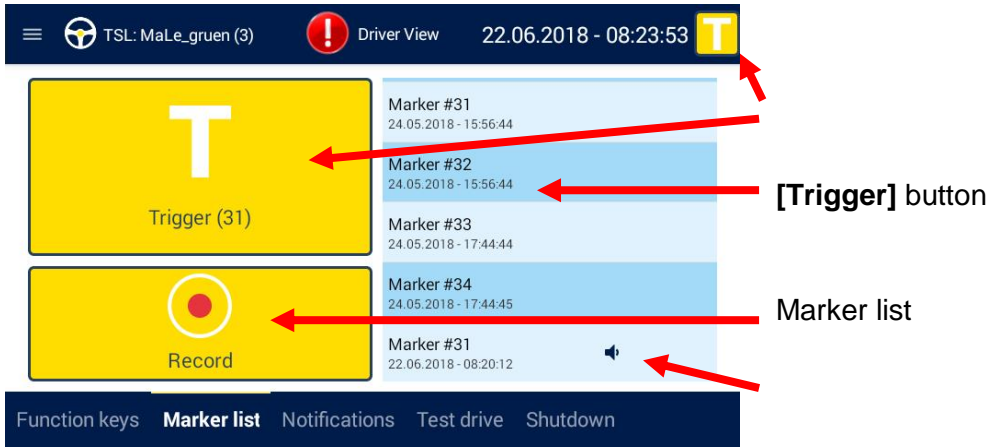 TSL: MaLe_gruen (3)
Driver View
22.06.2018 - 08:23:53
T
T
Trigger (31)
Record
Marker #31
24.05.2018 - 15:56:44
Marker #32
24.05.2018 - 15:56:44
Marker #33
24.05.2018 - 17:44:44
Marker #34
24.05.2018 - 17:44:45
Marker #31
22.06.2018 - 08:20:12
Function keys Marker list Notifications Test drive Shutdown
[Trigger] button
Marker list